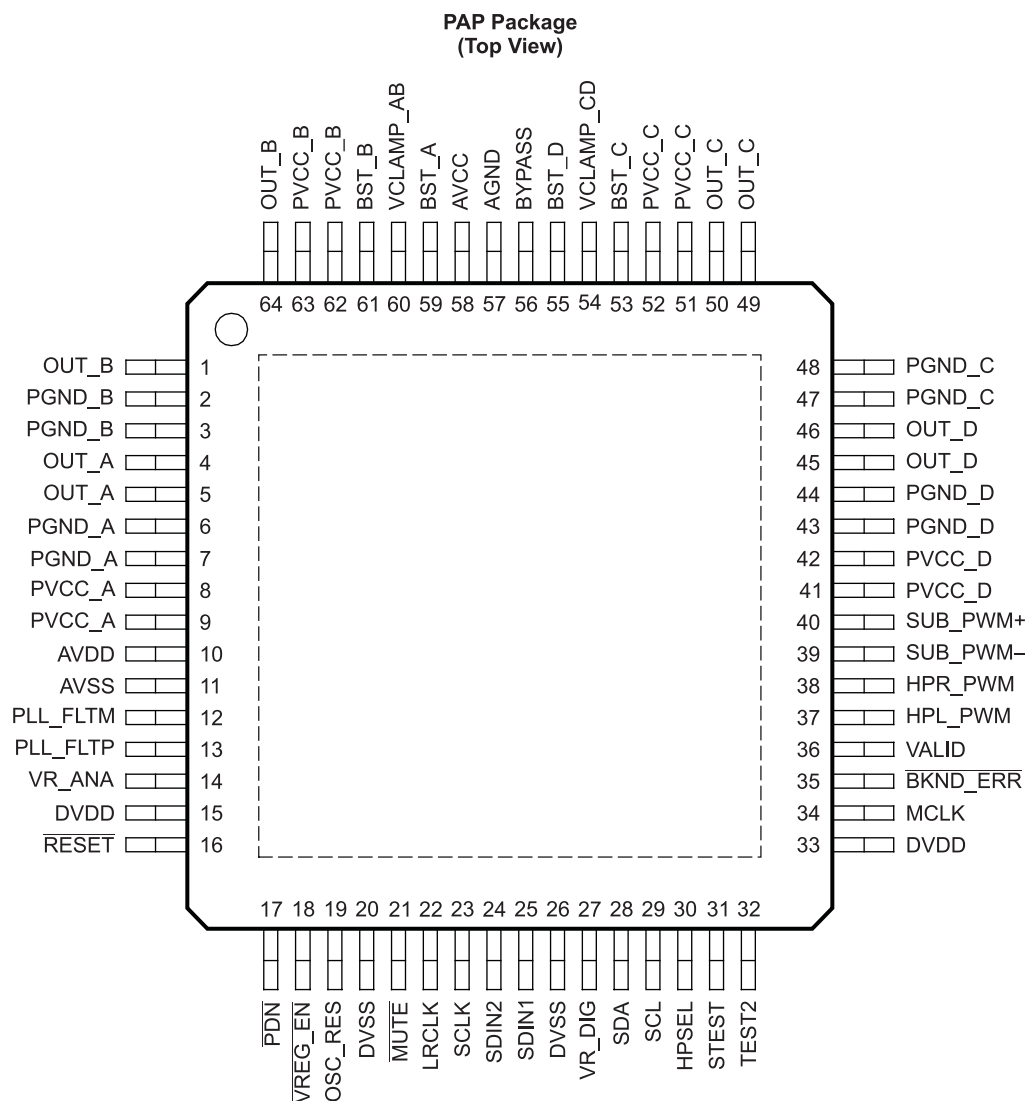 PAP Package
(Top View)
OUT_B
PVCC_B
PVCC_B
BST_B
VCLAMP_AB
BST_A
AVCC
AGND
BYPASS
BST_D
VCLAMP_CD
BST_C
PVCC_C
PVCC_C
OUT_C
OUT_C
64 63 62 61 60 59 58 57 56 55 54 53 52 51 50 49
OUT_B 1
PGND_B 2
PGND_B 3
OUT_A 4
OUT_A 5
PGND_A 6
PGND_A 7
PVCC_A 8
PVCC_A 9
AVDD 10
AVSS 11
PLL_FLTM 12
PLL_FLTP 13
VR_ANA 14
DVDD 15
RESET 16
48 PGND_C
47 PGND_C
46 OUT_D
45 OUT_D
44 PGND_D
43 PGND_D
42 PVCC_D
41 PVCC_D
40 SUB_PWM+
39 SUB_PWM–
38 HPR_PWM
37 HPL_PWM
36 VALID
35 BKND_ERR
34 MCLK
33 DVDD
17 18 19 20 21 22 23 24 25 26 27 28 29 30 31 32
PDN
VREG_EN
OSC_RES
DVSS
MUTE
LRCLK
SCLK
SDIN2
SDIN1
DVSS
VR_DIG
SDA
SCL
HPSEL
STEST
TEST2